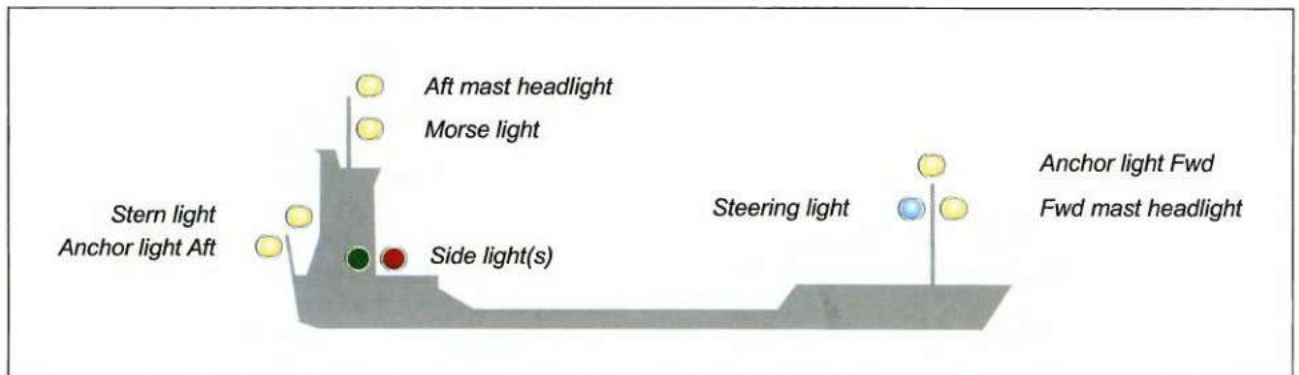 Aft mast headlight
Morse light
Anchor light Fwd
Stern light
Steering light
Fwd mast headlight
Anchor light Aft
Side light(s)